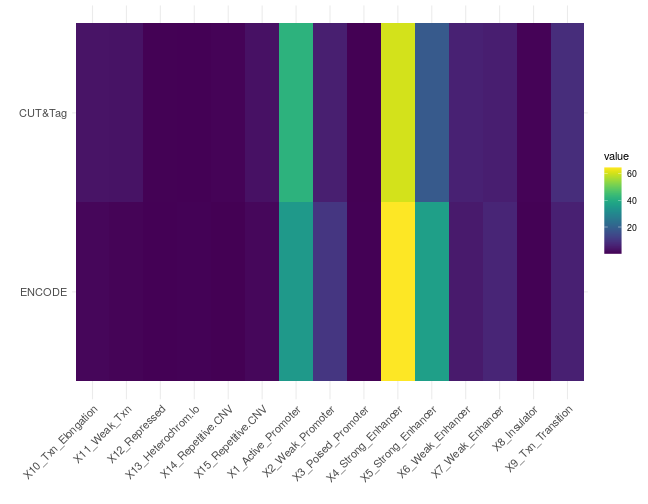 CUT&Tag
ENCODE
value
60
40
20
X10_Txn_Elongation
X11_Weak_Txn
X12_Repressed
X13_Heterochrom.lo
X14_Repetitive.CNV
X15_Repetitive.CNV
X1_Active_Promoter
X2_Weak_Promoter
X3_Poised_Promoter
X4_Strong_Enhancer
X5_Strong_Enhancer
X6_Weak_Enhancer
X7_Weak_Enhancer
X8_Insulator
X9_Txn_Transition